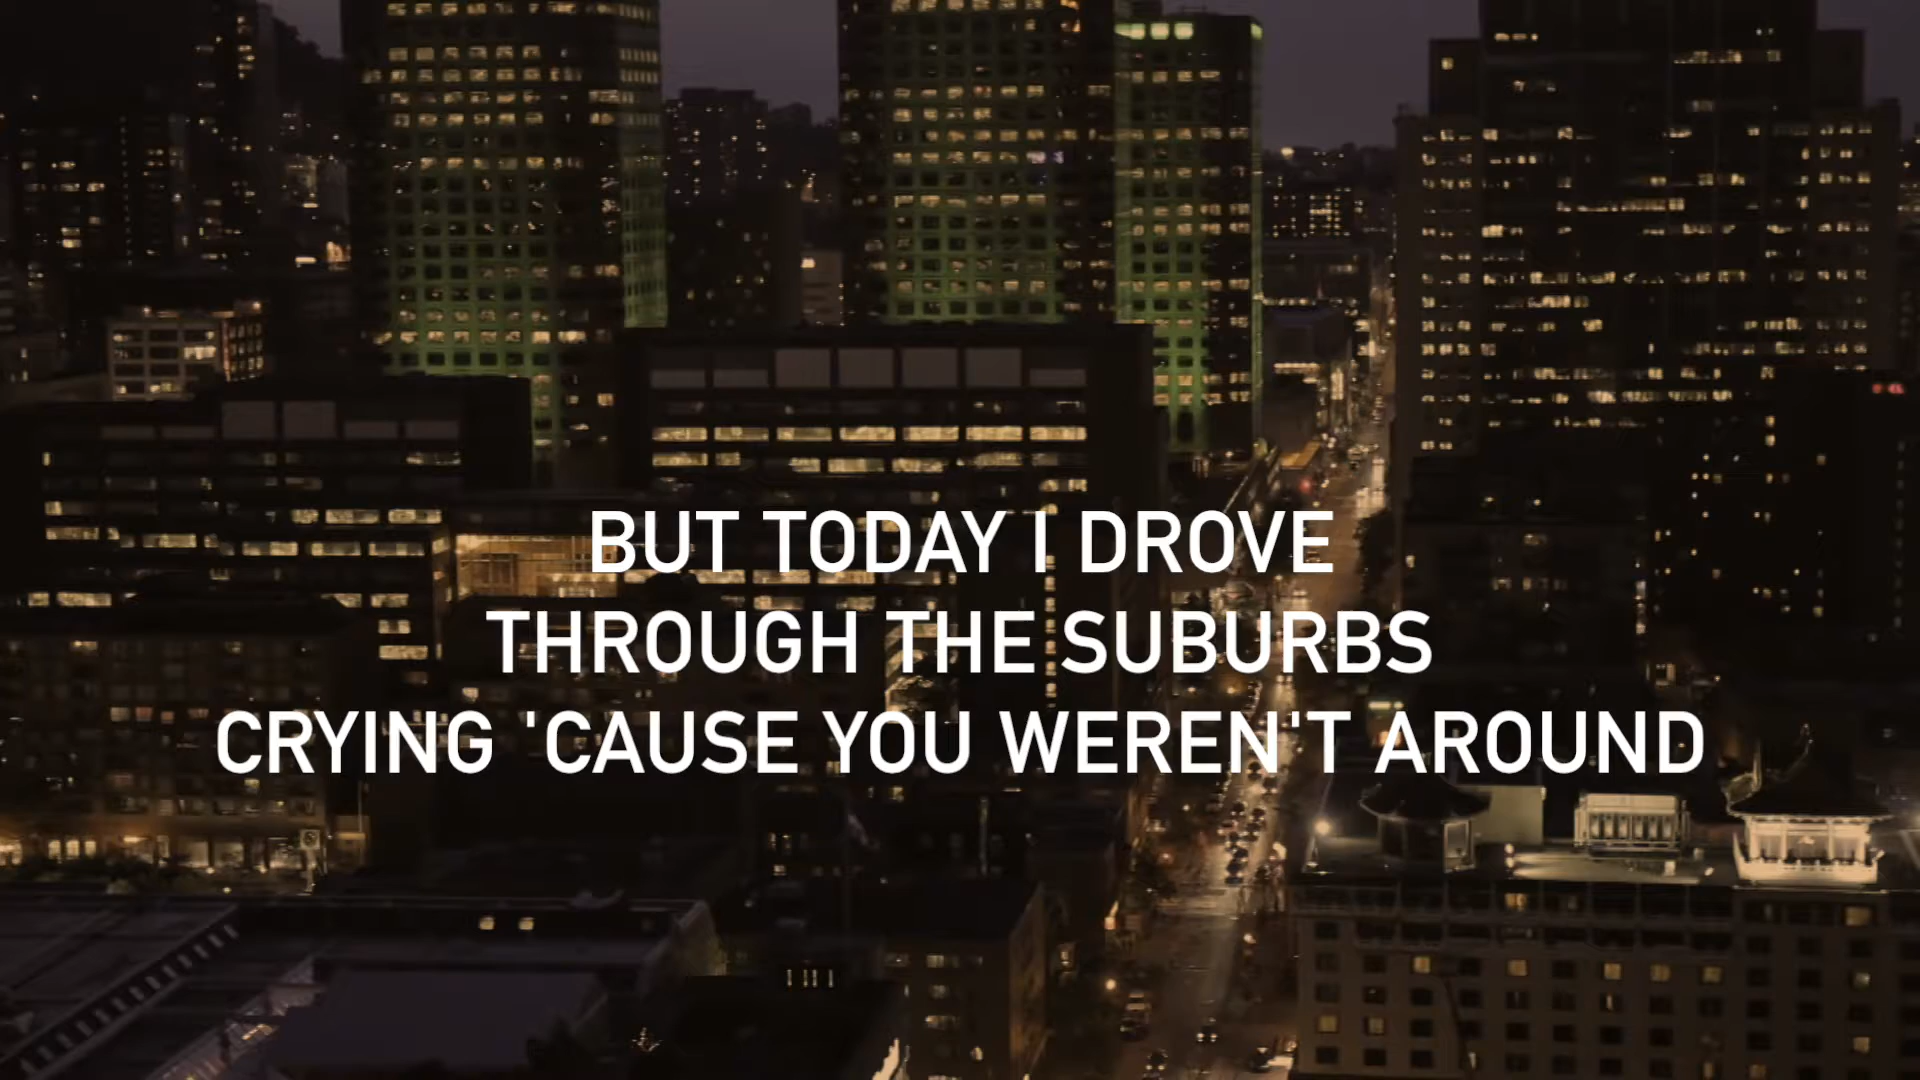 BUT TODAY I DROVE
THROUGH THE SUBURBS
CRYING 'CAUSE YOU WEREN'T AROUND